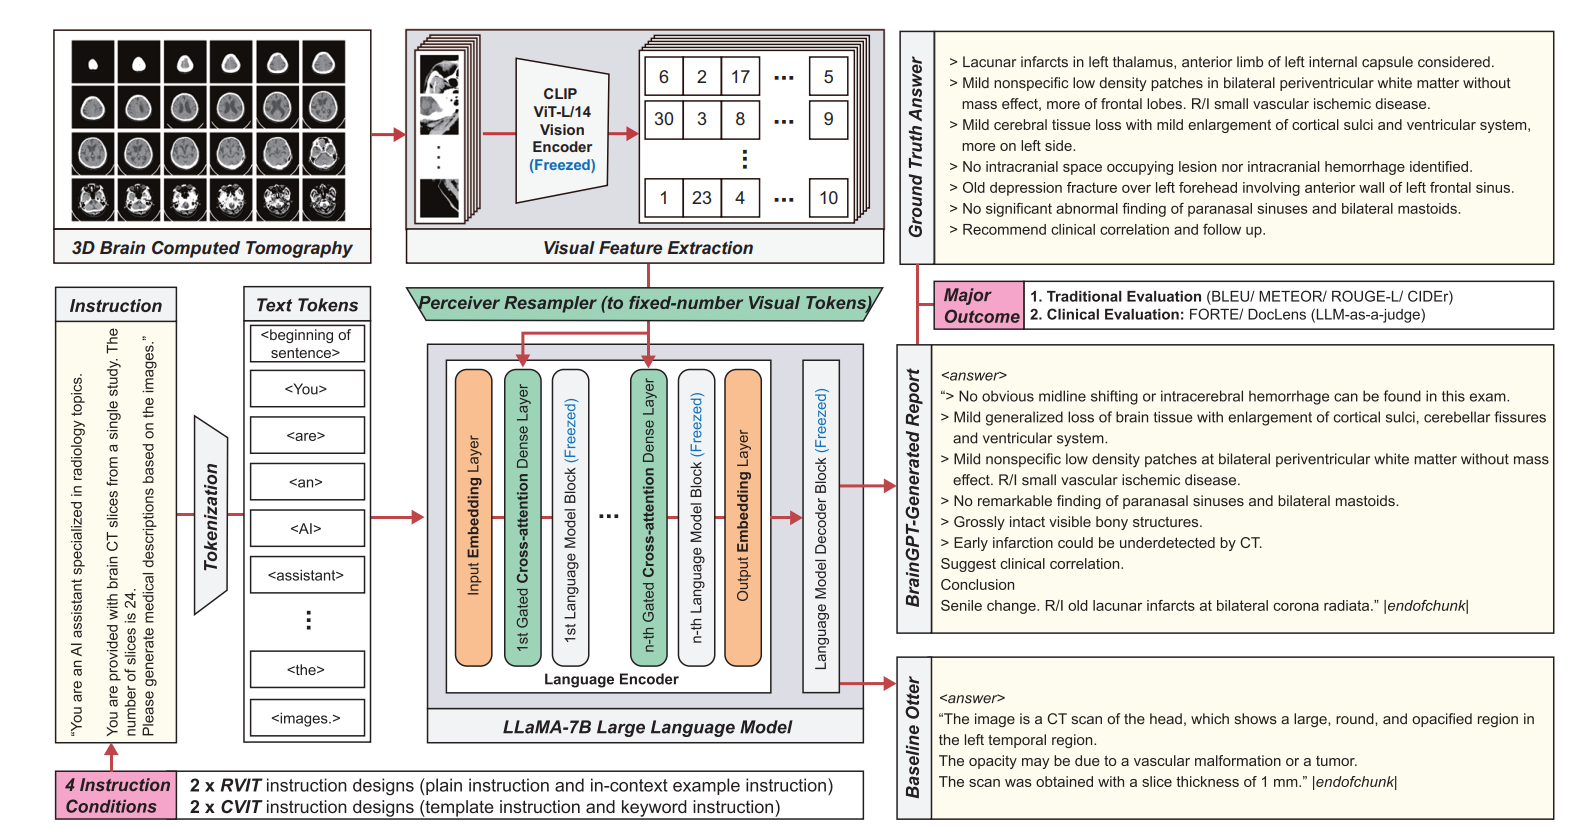 3D Brain Computed Tomography
CLIP
ViT-L/14
Vision
Encoder
(Freezed)
6 2 17 ... 5
30 3 8 ... 9
1 23 4 ... 10
Visual Feature Extraction
Ground Truth Answer
> Lacunar infarcts in left thalamus, anterior limb of left internal capsule considered.
> Mild nonspecific low density patches in bilateral periventricular white matter without
mass effect, more of frontal lobes. R/I small vascular ischemic disease.
> Mild cerebral tissue loss with mild enlargement of cortical sulci and ventricular system,
more on left side.
> No intracranial space occupying lesion nor intracranial hemorrhage identified.
> Old depression fracture over left forehead involving anterior wall of left frontal sinus.
> No significant abnormal finding of paranasal sinuses and bilateral mastoids.
> Recommend clinical correlation and follow up.
Major
Outcome
1. Traditional Evaluation (BLEU/ METEOR/ ROUGE-L/ CIDEr)
2. Clinical Evaluation: FORTE/ DocLens (LLM-as-a-judge)
Instruction
"You are an AI assistant specialized in radiology topics.
You are provided with brain CT slices from a single study. The
number of slices is 24.
Please generate medical descriptions based on the images."
Tokenization
Text Tokens
<beginning of
sentence>
<You>
<are>
<an>
<AI>
<assistant>
...
<the>
<images.>
Perceiver Resampler (to fixed-number Visual Tokens)
Input Embedding Layer
1st Gated Cross-attention Dense Layer
1st Language Model Block (Freezed)
...
n-th Gated Cross-attention Dense Layer
n-th Language Model Block (Freezed)
Output Embedding Layer
Language Encoder
Language Model Decoder Block (Freezed)
LLaMA-7B Large Language Model
BrainGPT-Generated Report
<answer>
"> No obvious midline shifting or intracerebral hemorrhage can be found in this exam.
> Mild generalized loss of brain tissue with enlargement of cortical sulci, cerebellar fissures
and ventricular system.
> Mild nonspecific low density patches at bilateral periventricular white matter without mass
effect. R/I small vascular ischemic disease.
> No remarkable finding of paranasal sinuses and bilateral mastoids.
> Grossly intact visible bony structures.
> Early infarction could be underdetected by CT.
Suggest clinical correlation.
Conclusion
Senile change. R/I old lacunar infarcts at bilateral corona radiata." |endofchunk|
Baseline Otter
<answer>
"The image is a CT scan of the head, which shows a large, round, and opacified region in
the left temporal region.
The opacity may be due to a vascular malformation or a tumor.
The scan was obtained with a slice thickness of 1 mm." |endofchunk|
4 Instruction
Conditions
2 x RVIT instruction designs (plain instruction and in-context example instruction)
2 x CVIT instruction designs (template instruction and keyword instruction)